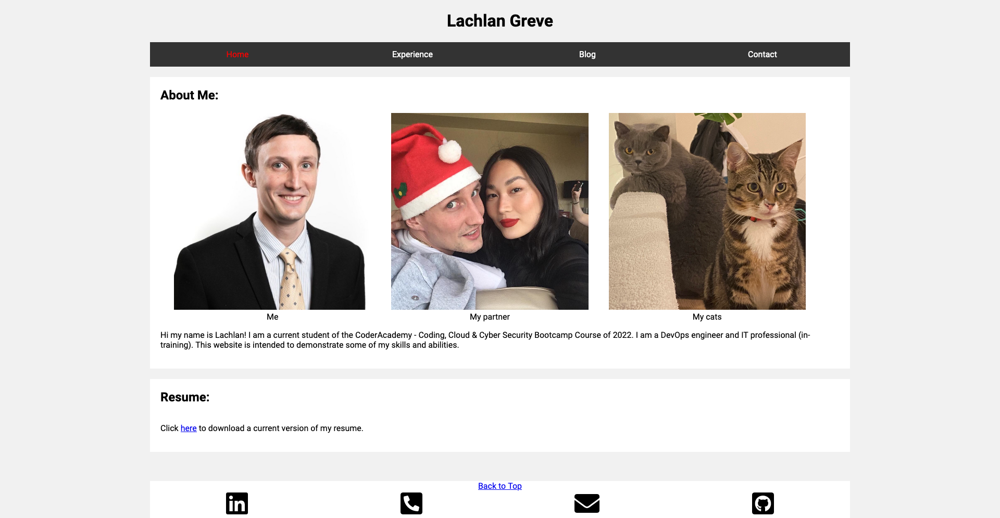 Lachlan Greve
Home Experience Blog Contact
About Me:
Me My partner My cats
Hi my name is Lachlan! I am a current student of the CoderAcademy - Coding, Cloud & Cyber Security Bootcamp Course of 2022. I am a DevOps engineer and IT professional (in-
training). This website is intended to demonstrate some of my skills and abilities.
Resume:
Click here to download a current version of my resume.
Back to Top
in